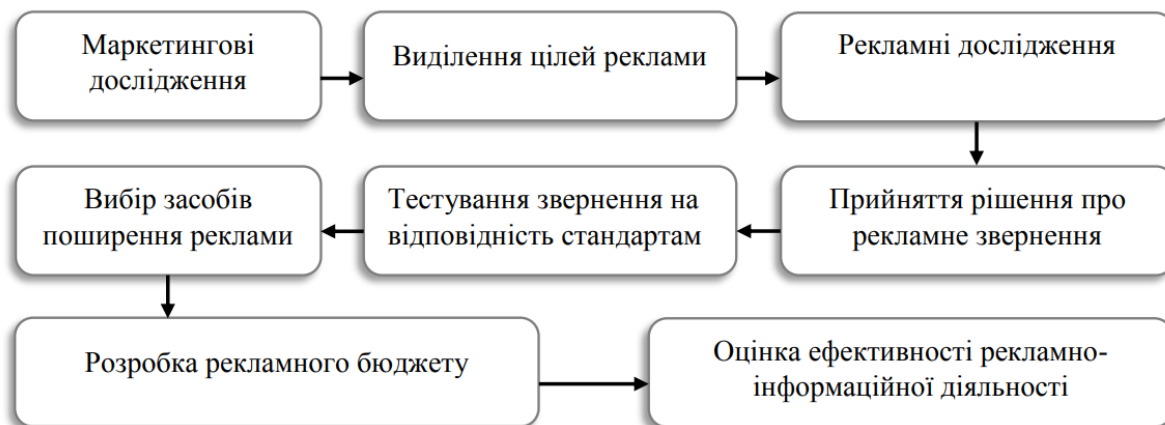 Маркетингові
дослідження
Виділення цілей реклами
Рекламні дослідження
Прийняття рішення про
рекламне звернення
Тестування звернення на
відповідність стандартам
Вибір засобів
поширення реклами
Розробка рекламного бюджету
Оцінка ефективності рекламно-
інформаційної діяльності